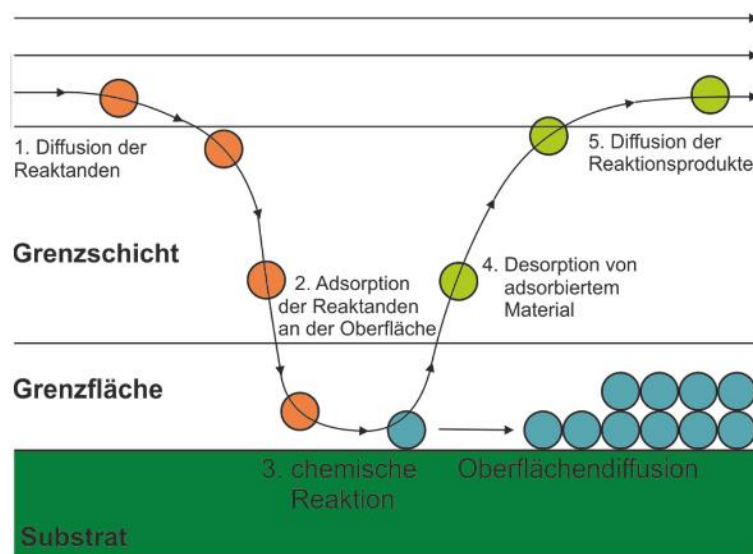 1. Diffusion der
Reaktanden
5. Diffusion der
Reaktionsprodukte
Grenzschicht
2. Adsorption
der Reaktanden
an der Oberfläche
4. Desorption von
adsorbiertem
Material
Grenzfläche
3. chemische
Reaktion
Oberflächendiffusion
Substrat